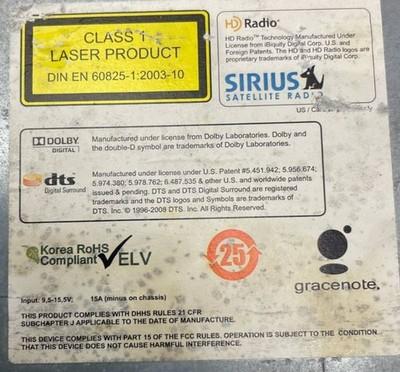 CLASS 1
LASER PRODUCT
DIN EN 60825-1:2003-10
HD Radio™
HD Radio™ Technology Manufactured Under
License from iBiquity Digital Corp. U.S. and
Foreign Patents. The HD and HD Radio logos are
proprietary trademarks of iBiquity Digital Corp.
SIRIUS
SATELLITE RADIO
US /
DOLBY
DIGITAL
Manufactured under license from Dolby Laboratories. Dolby and
the double-D symbol are trademarks of Dolby Laboratories.
dts
Digital Surround
Manufactured under license under U.S. Patent #5,451,942; 5,956,674;
5,974,380; 5,978,762; 6,487,535 & other U.S. and worldwide patents
issued & pending. DTS and DTS Digital Surround are registered
trademarks and the DTS logos and Symbols are trademarks of
DTS, Inc. © 1996-2008 DTS, Inc. All Rights Reserved.
Korea RoHS
Compliant
ELV
25
gracenote.
Input: 9,5-15,5V: 15A (minus on chassis)
THIS PRODUCT COMPLIES WITH DHHS RULES 21 CFR
SUBCHAPTER J APPLICABLE TO THE DATE OF MANUFACTURE.
THIS DEVICE COMPLIES WITH PART 15 OF THE FCC RULES. OPERATION IS SUBJECT TO THE CONDITION
THAT THIS DEVICE DOES NOT CAUSE HARMFUL INTERFERENCE.